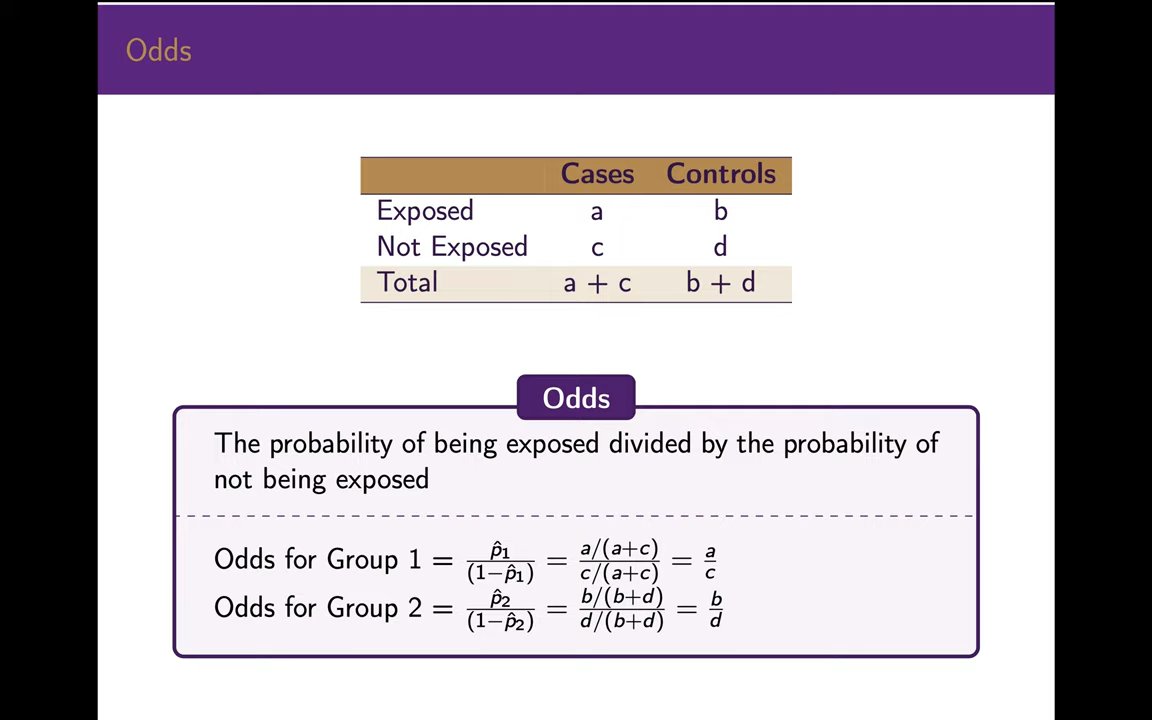 Odds
Cases Controls
Exposed a b
Not Exposed c d
Total a + c b + d
Odds
The probability of being exposed divided by the probability of
not being exposed
Odds for Group 1 = p̂₁/(1−p̂₁) = a/(a+c)/c/(a+c) = a/c
Odds for Group 2 = p̂₂/(1−p̂₂) = b/(b+d)/d/(b+d) = b/d